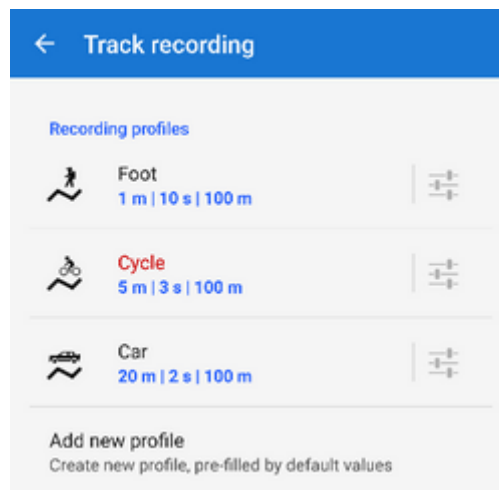 Track recording
Recording profiles
Foot
1 m | 10 s | 100 m
Cycle
5 m | 3 s | 100 m
Car
20 m | 2 s | 100 m
Add new profile
Create new profile, pre-filled by default values